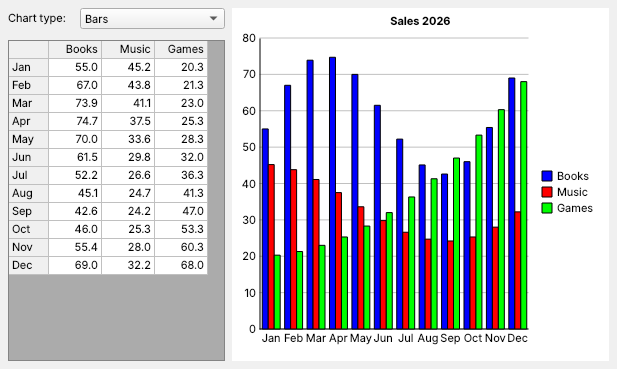 Chart type: Bars
Books Music Games
Jan 55.0 45.2 20.3
Feb 67.0 43.8 21.3
Mar 73.9 41.1 23.0
Apr 74.7 37.5 25.3
May 70.0 33.6 28.3
Jun 61.5 29.8 32.0
Jul 52.2 26.6 36.3
Aug 45.1 24.7 41.3
Sep 42.6 24.2 47.0
Oct 46.0 25.3 53.3
Nov 55.4 28.0 60.3
Dec 69.0 32.2 68.0
Sales 2026
80
70
60
50
40
30
20
10
0
Jan Feb Mar Apr May Jun Jul Aug Sep Oct Nov Dec
Books
Music
Games